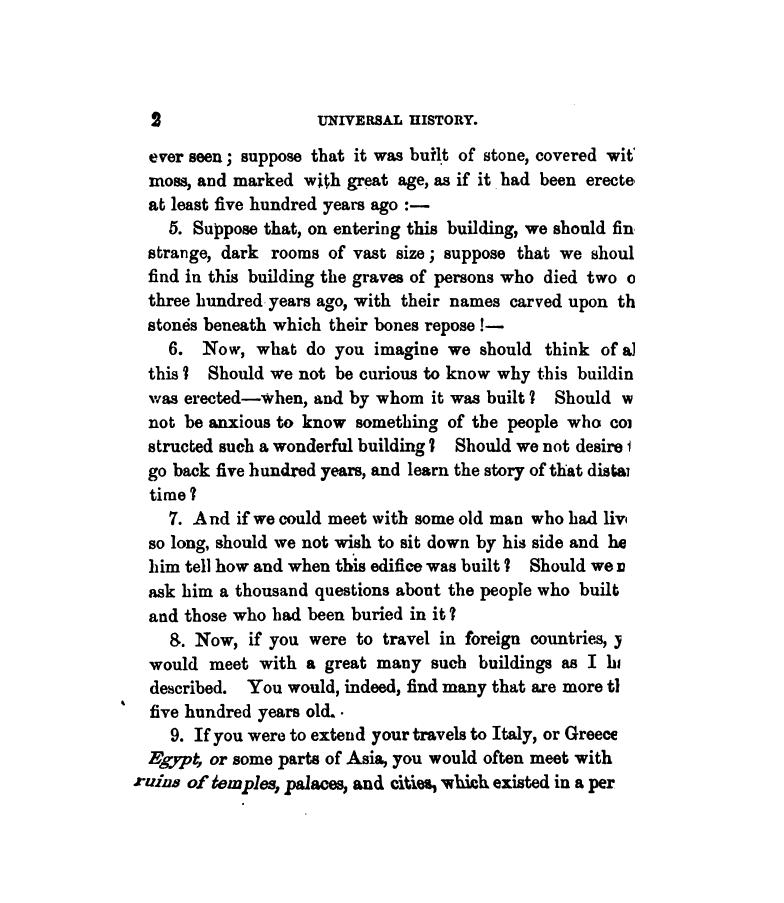 2 UNIVERSAL HISTORY.
ever seen; suppose that it was built of stone, covered wit
moss, and marked with great age, as if it had been erecte
at least five hundred years ago :—
5. Suppose that, on entering this building, we should fin
strange, dark rooms of vast size; suppose that we shoul
find in this building the graves of persons who died two o
three hundred years ago, with their names carved upon th
stones beneath which their bones repose!—
6. Now, what do you imagine we should think of al
this? Should we not be curious to know why this buildin
was erected—when, and by whom it was built? Should w
not be anxious to know something of the people who co
structed such a wonderful building? Should we not desire
go back five hundred years, and learn the story of that dista
time?
7. And if we could meet with some old man who had liv
so long, should we not wish to sit down by his side and he
him tell how and when this edifice was built? Should we n
ask him a thousand questions about the people who built
and those who had been buried in it?
8. Now, if you were to travel in foreign countries, y
would meet with a great many such buildings as I h
described. You would, indeed, find many that are more t
five hundred years old.
9. If you were to extend your travels to Italy, or Greece
Egypt, or some parts of Asia, you would often meet with
ruins of temples, palaces, and cities, which existed in a per